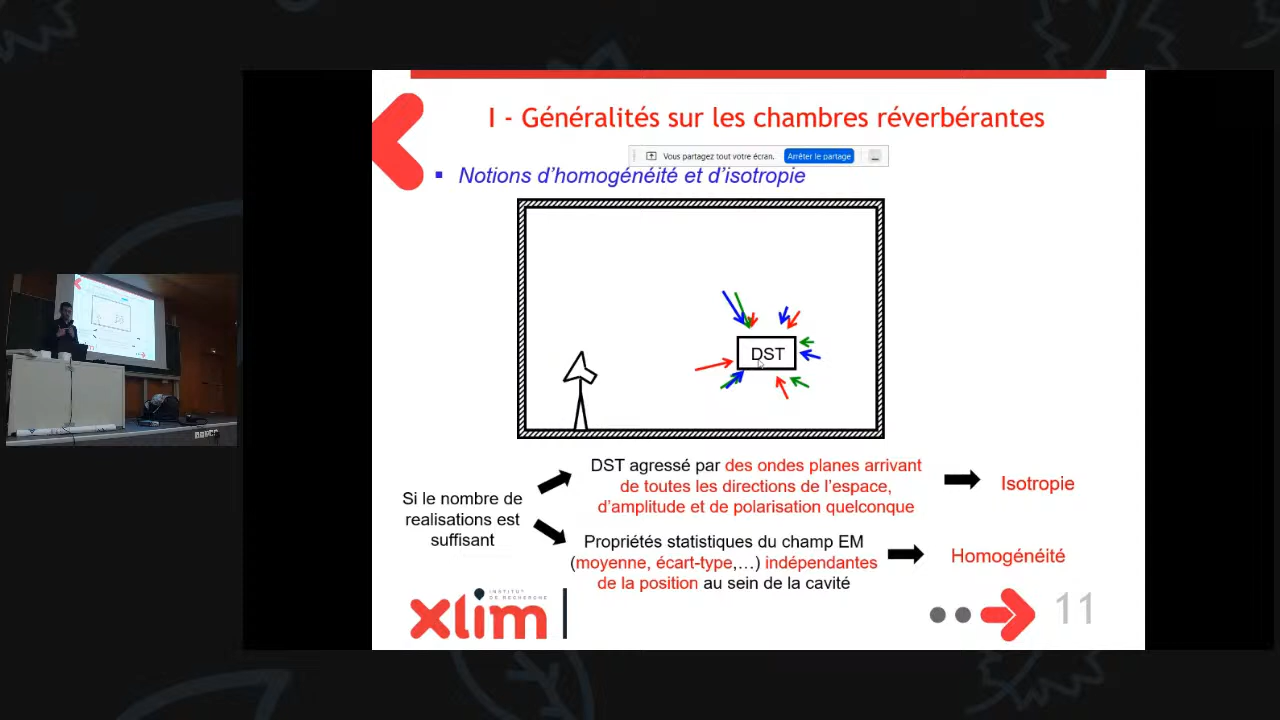 I - Généralités sur les chambres réverbérantes
Vous partagez tout votre écran.
Arrêter le partage
Notions d'homogénéité et d'isotropie
DST
DST agressé par des ondes planes arrivant
de toutes les directions de l'espace,
d'amplitude et de polarisation quelconque
Isotropie
Si le nombre de
realisations est
suffisant
Propriétés statistiques du champ EM
(moyenne, écart-type,…) indépendantes
de la position au sein de la cavité
Homogénéité
INSTITUT
DE RECHERCHE
xlim
11